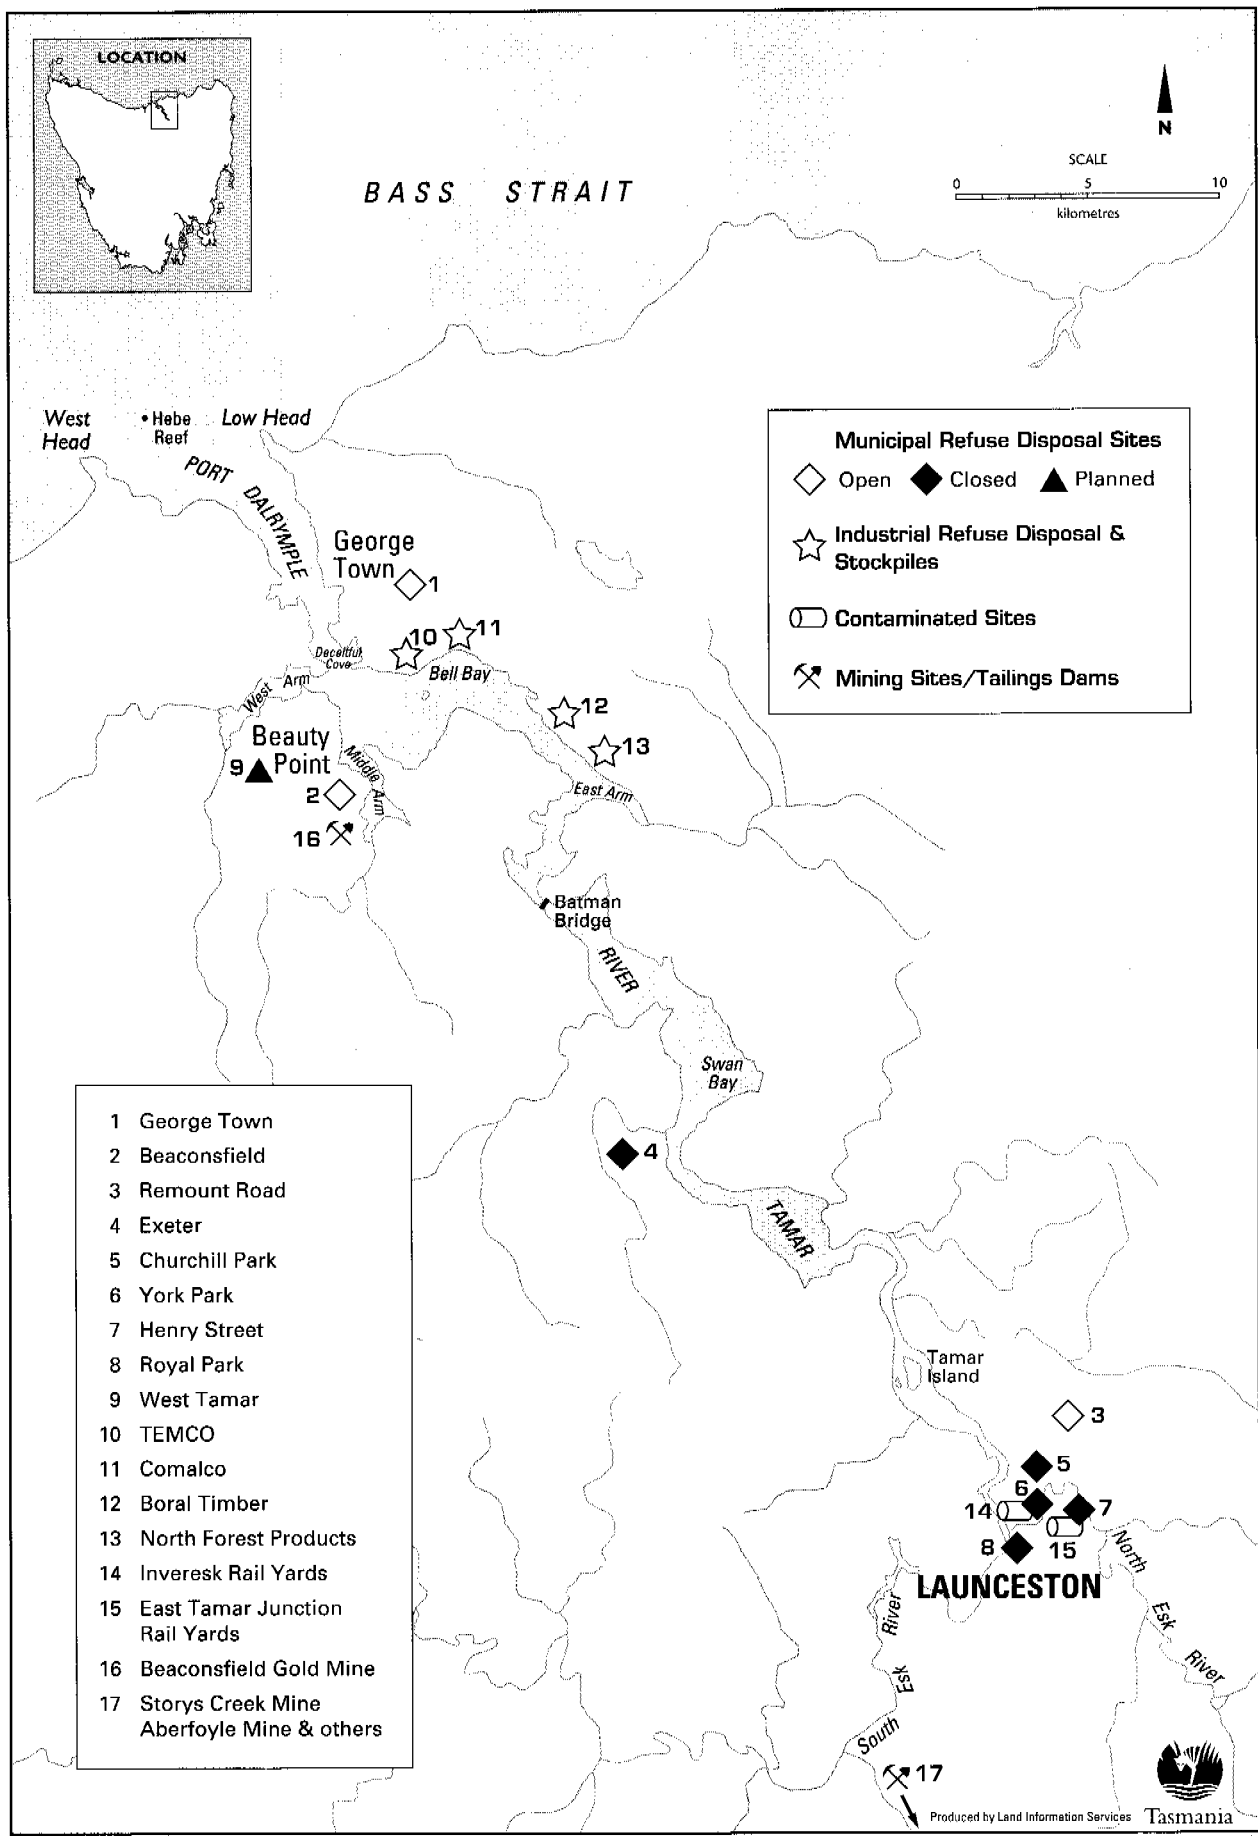 LOCATION
N
SCALE
0 5 10
kilometres
BASS STRAIT
West
Head
Hebe
Reef
Low Head
PORT
DALRYMPLE
George
Town
1
10
11
Deceitful
Cove
Bell Bay
West Arm
12
13
Beauty
Point
9
Middle Arm
2
East Arm
16
Batman
Bridge
RIVER
Swan
Bay
4
TAMAR
Tamar
Island
3
5
6
14
7
15
8
LAUNCESTON
North
Esk
River
River
Esk
South
17
Municipal Refuse Disposal Sites
Open Closed Planned
Industrial Refuse Disposal &
Stockpiles
Contaminated Sites
Mining Sites/Tailings Dams
1 George Town
2 Beaconsfield
3 Remount Road
4 Exeter
5 Churchill Park
6 York Park
7 Henry Street
8 Royal Park
9 West Tamar
10 TEMCO
11 Comalco
12 Boral Timber
13 North Forest Products
14 Inveresk Rail Yards
15 East Tamar Junction
Rail Yards
16 Beaconsfield Gold Mine
17 Storys Creek Mine
Aberfoyle Mine & others
Produced by Land Information Services
Tasmania